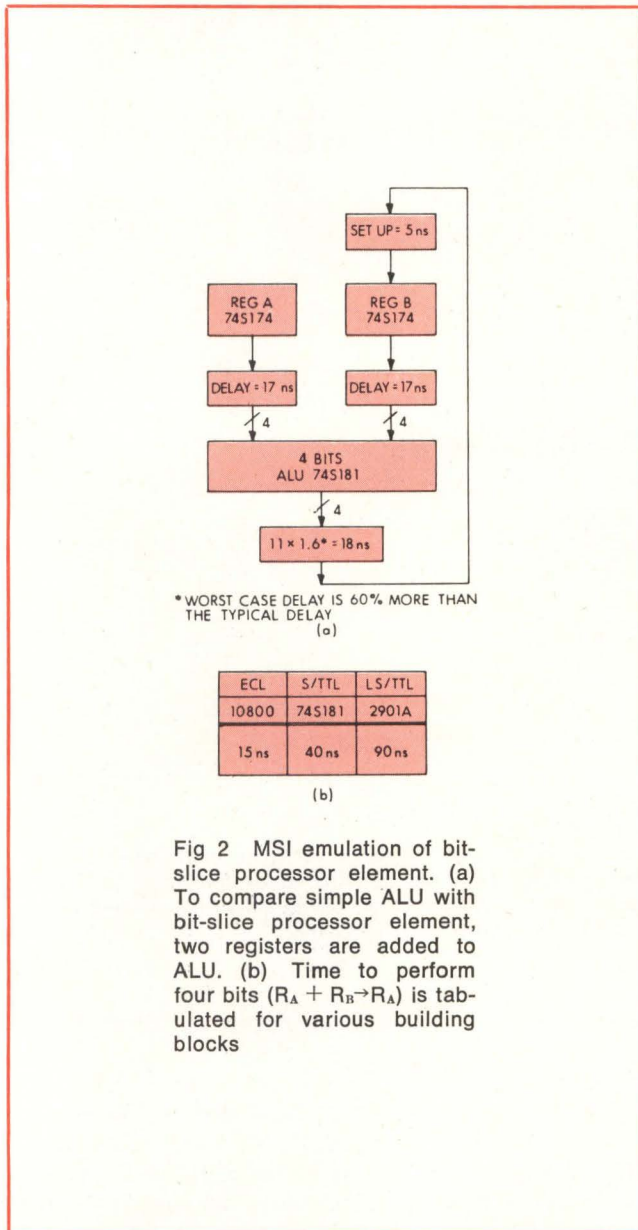 SET UP = 5 ns
REG A
74S174
REG B
74S174
DELAY = 17 ns
DELAY = 17 ns
4
4
4 BITS
ALU 74S181
4
11 × 1.6* = 18 ns
*WORST CASE DELAY IS 60% MORE THAN
THE TYPICAL DELAY
(a)
ECL S/TTL LS/TTL
10800 74S181 2901A
15 ns 40 ns 90 ns
(b)
Fig 2 MSI emulation of bit-
slice processor element. (a)
To compare simple ALU with
bit-slice processor element,
two registers are added to
ALU. (b) Time to perform
four bits (RA + RB→RA) is tab-
ulated for various building
blocks